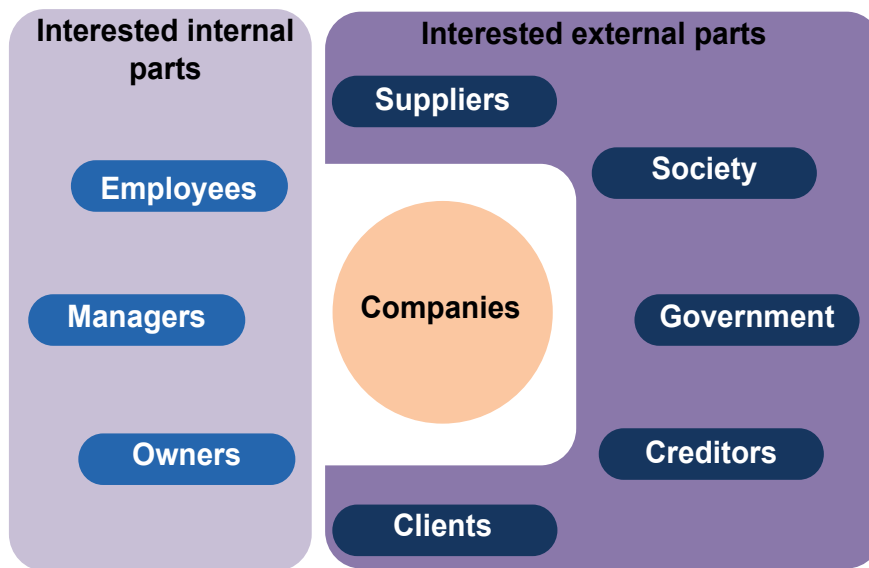 Interested internal
parts
Employees
Managers
Owners
Companies
Interested external parts
Suppliers
Society
Government
Creditors
Clients